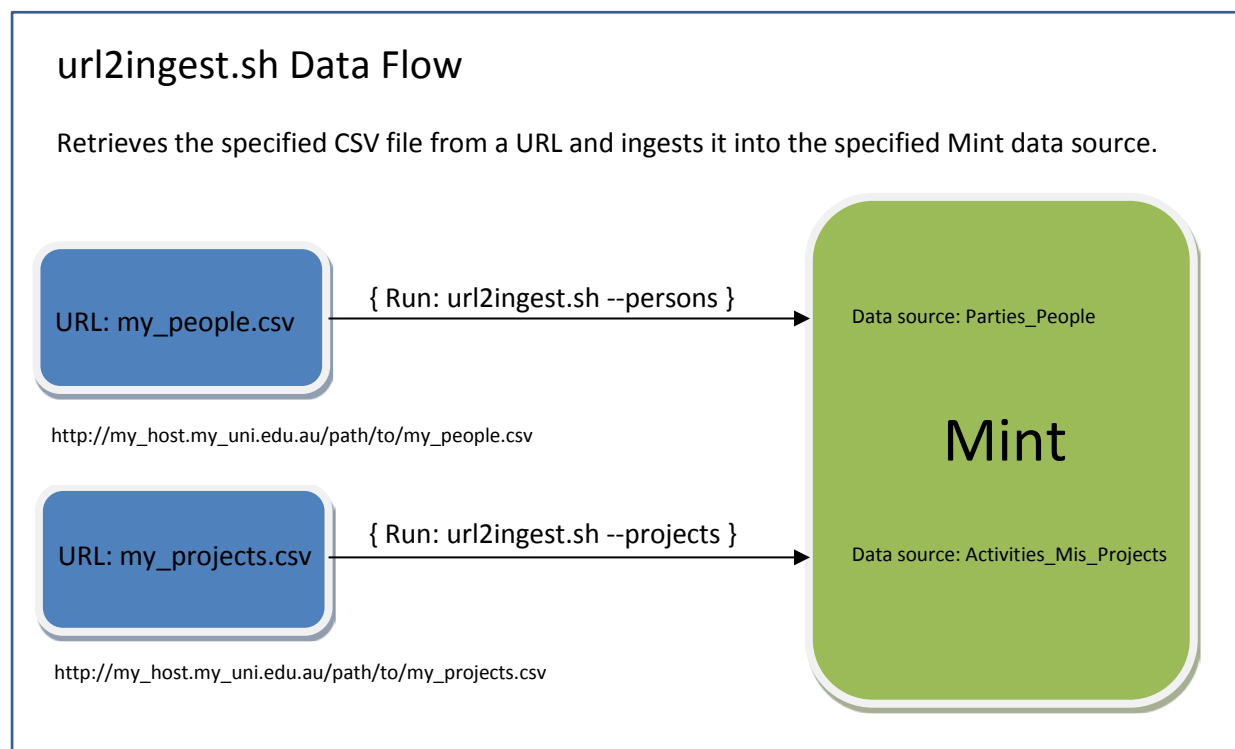 url2ingest.sh Data Flow
Retrieves the specified CSV file from a URL and ingests it into the specified Mint data source.
URL: my_people.csv
{ Run: url2ingest.sh --persons }
Data source: Parties_People
http://my_host.my_uni.edu.au/path/to/my_people.csv
Mint
URL: my_projects.csv
{ Run: url2ingest.sh --projects }
Data source: Activities_Mis_Projects
http://my_host.my_uni.edu.au/path/to/my_projects.csv